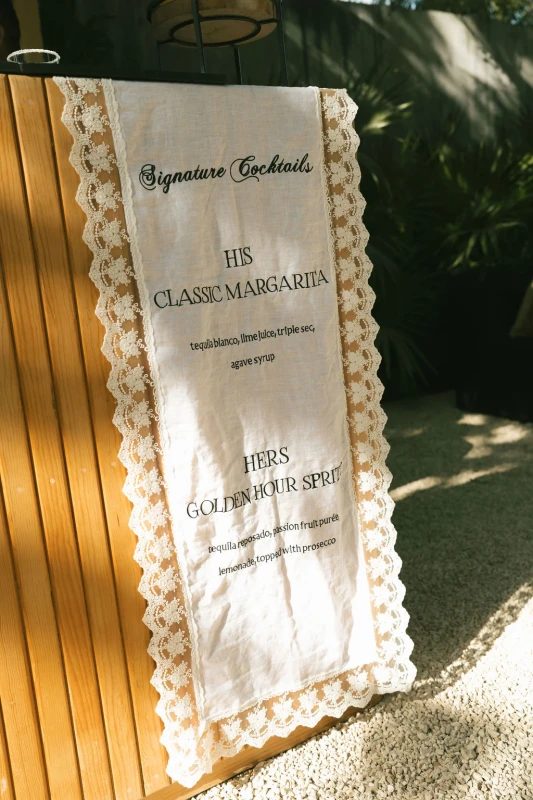 Signature Cocktails
HIS
CLASSIC MARGARITA
tequila blanco, lime juice, triple sec,
agave syrup
HERS
GOLDEN HOUR SPRITZ
tequila reposado, passion fruit purée,
lemonade, topped with prosecco